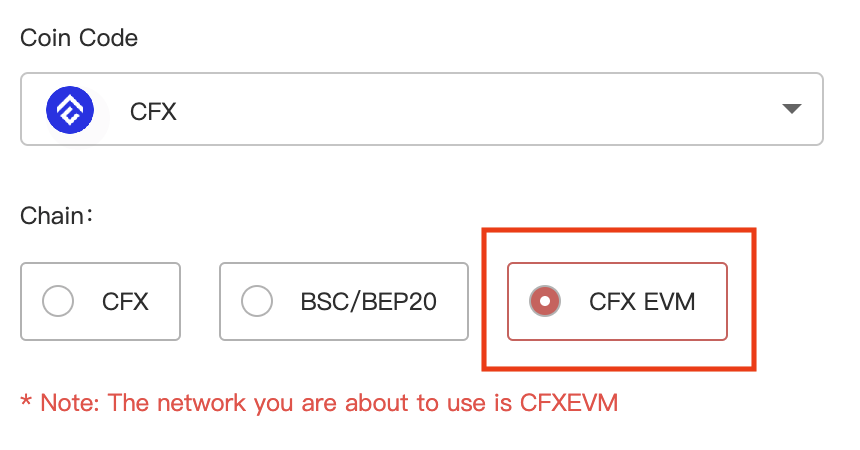 Coin Code
CFX
Chain：
CFX BSC/BEP20 CFX EVM
* Note: The network you are about to use is CFXEVM